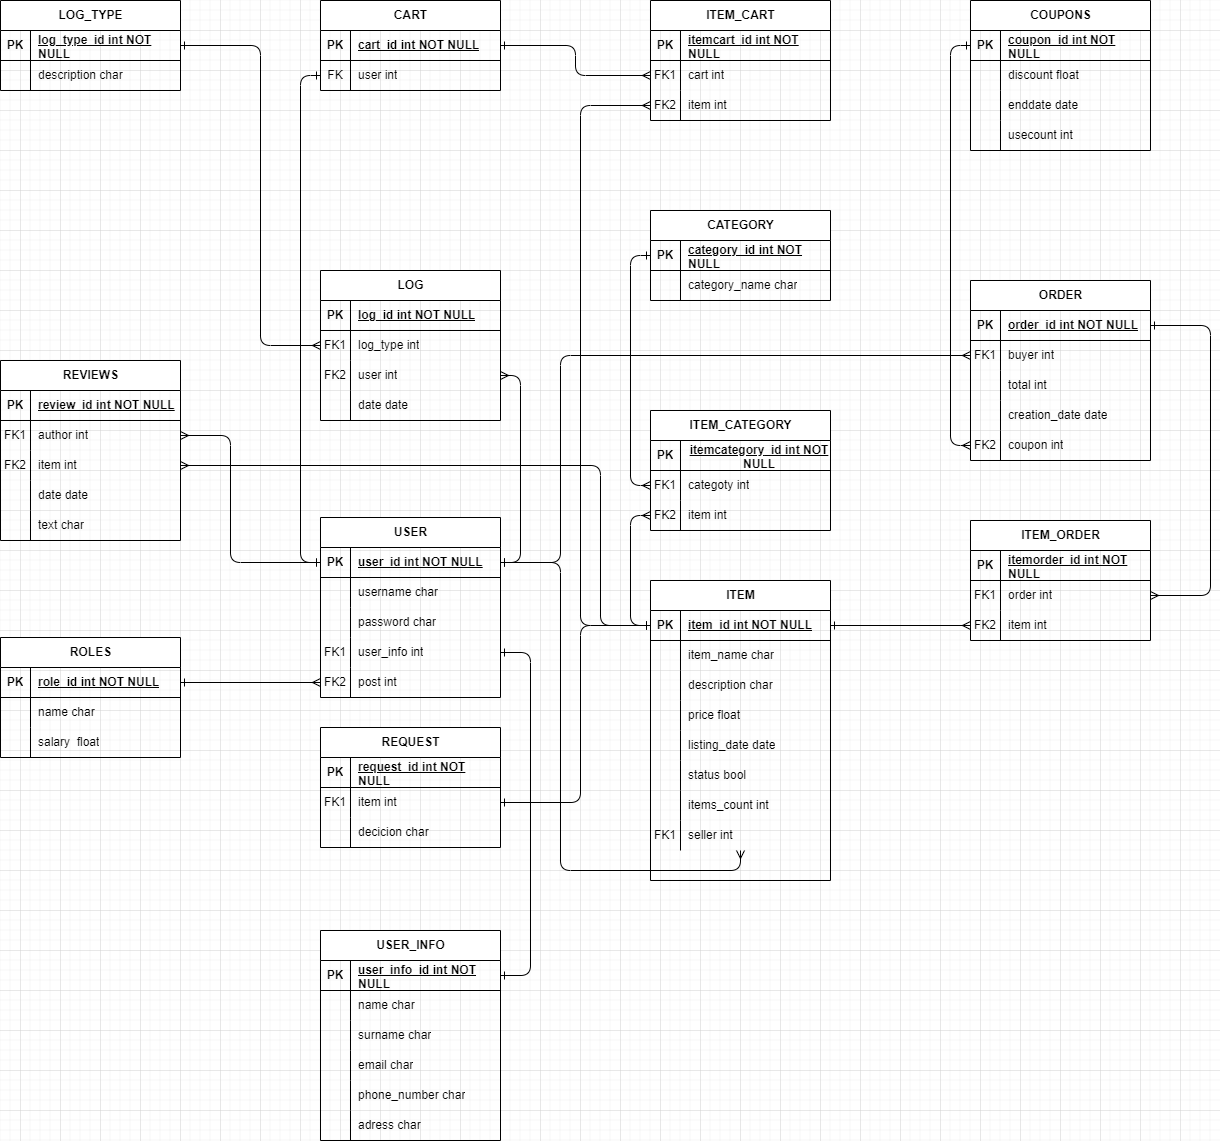 LOG_TYPE
PK
log_type_id int NOT
NULL
description char
CART
PK
cart_id int NOT NULL
FK
user int
ITEM_CART
PK
itemcart_id int NOT
NULL
FK1
cart int
FK2
item int
COUPONS
PK
coupon_id int NOT
NULL
discount float
enddate date
usecount int
CATEGORY
PK
category_id int NOT
NULL
category_name char
LOG
PK
log_id int NOT NULL
FK1
log_type int
FK2
user int
date date
ORDER
PK
order_id int NOT NULL
FK1
buyer int
total int
creation_date date
FK2
coupon int
REVIEWS
PK
review_id int NOT NULL
FK1
author int
FK2
item int
date date
text char
ITEM_CATEGORY
PK
itemcategory_id int NOT
NULL
FK1
categoty int
FK2
item int
USER
PK
user_id int NOT NULL
username char
password char
FK1
user_info int
FK2
post int
ITEM_ORDER
PK
itemorder_id int NOT
NULL
FK1
order int
FK2
item int
ITEM
PK
item_id int NOT NULL
item_name char
description char
price float
listing_date date
status bool
items_count int
FK1
seller int
ROLES
PK
role_id int NOT NULL
name char
salary  float
REQUEST
PK
request_id int NOT
NULL
FK1
item int
decicion char
USER_INFO
PK
user_info_id int NOT
NULL
name char
surname char
email char
phone_number char
adress char